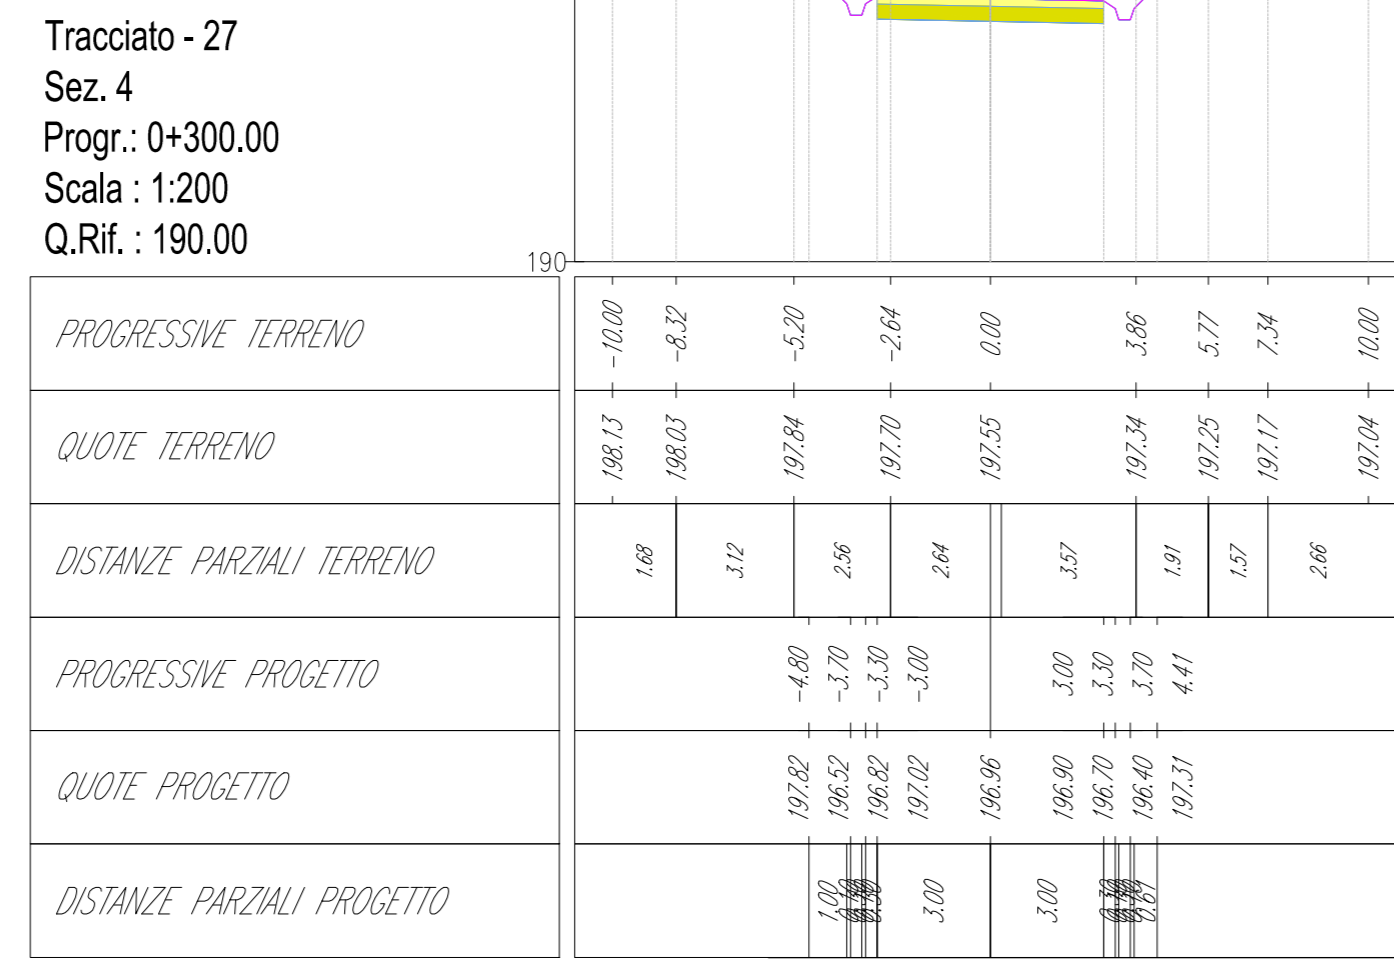 Tracciato - 27
Sez. 4
Progr.: 0+300.00
Scala : 1:200
Q.Rif. : 190.00
190
PROGRESSIVE TERRENO -10.00 -8.32 -5.20 -2.64 0.00 3.86 5.77 7.34 10.00
QUOTE TERRENO 198.13 198.03 197.84 197.70 197.55 197.34 197.25 197.17 197.04
DISTANZE PARZIALI TERRENO 1.68 3.12 2.56 2.64 3.57 1.91 1.57 2.66
PROGRESSIVE PROGETTO -4.80 -3.70 -3.30 -3.00 3.00 3.30 3.70 4.41
QUOTE PROGETTO 197.82 196.52 196.82 197.02 196.96 196.90 196.70 196.40 197.31
DISTANZE PARZIALI PROGETTO 1.00 3.00 3.00